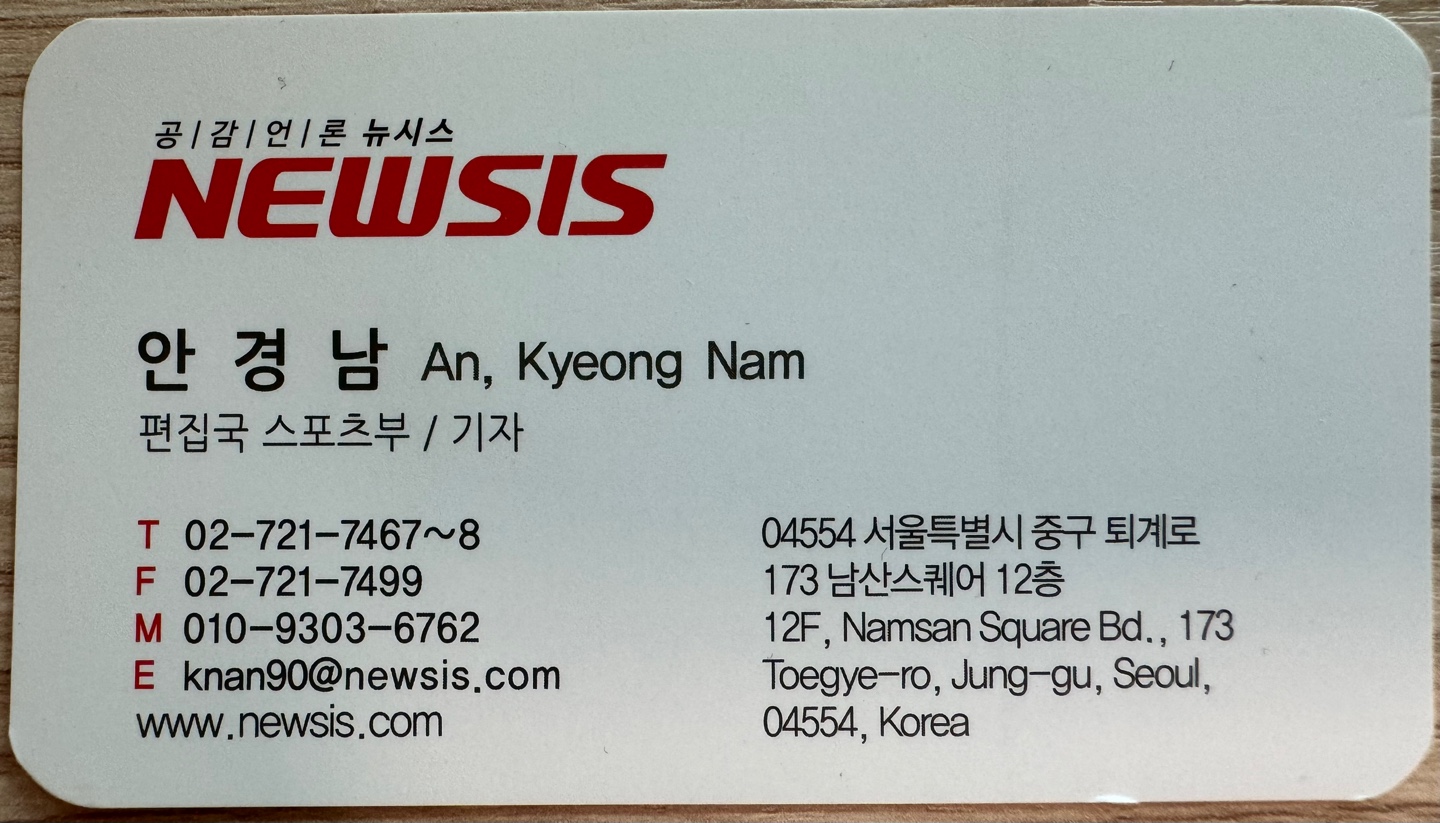 공|감|언|론 뉴시스
NEWSIS
안 경 남 An, Kyeong Nam
편집국 스포츠부 / 기자
T 02-721-7467~8
F 02-721-7499
M 010-9303-6762
E knan90@newsis.com
www.newsis.com
04554 서울특별시 중구 퇴계로
173 남산스퀘어 12층
12F, Namsan Square Bd., 173
Toegye-ro, Jung-gu, Seoul,
04554, Korea